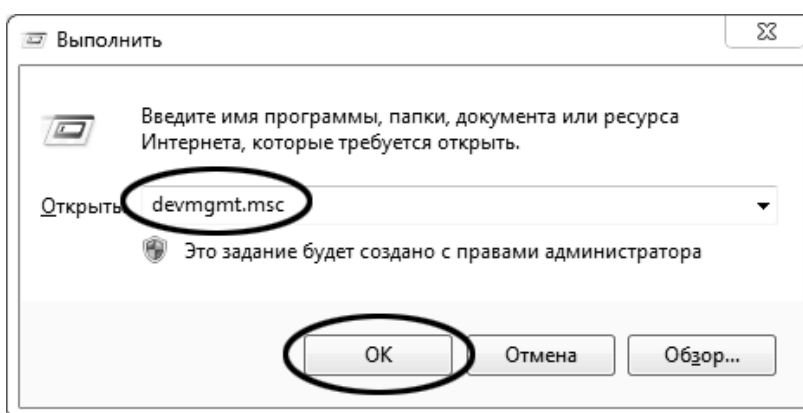 Выполнить
Введите имя программы, папки, документа или ресурса
Интернета, которые требуется открыть.
Открыть devmgmt.msc
Это задание будет создано с правами администратора
ОК Отмена Обзор...